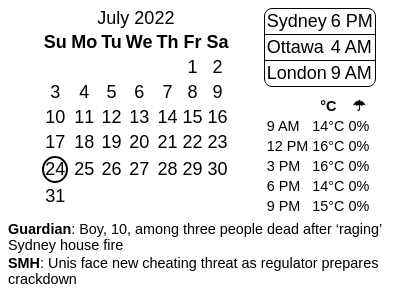 July 2022
Su Mo Tu We Th Fr Sa
1 2
3 4 5 6 7 8 9
10 11 12 13 14 15 16
17 18 19 20 21 22 23
24 25 26 27 28 29 30
31
Sydney 6 PM
Ottawa 4 AM
London 9 AM
°C ☂
9 AM 14°C 0%
12 PM 16°C 0%
3 PM 16°C 0%
6 PM 14°C 0%
9 PM 15°C 0%
Guardian: Boy, 10, among three people dead after ‘raging’
Sydney house fire
SMH: Unis face new cheating threat as regulator prepares
crackdown